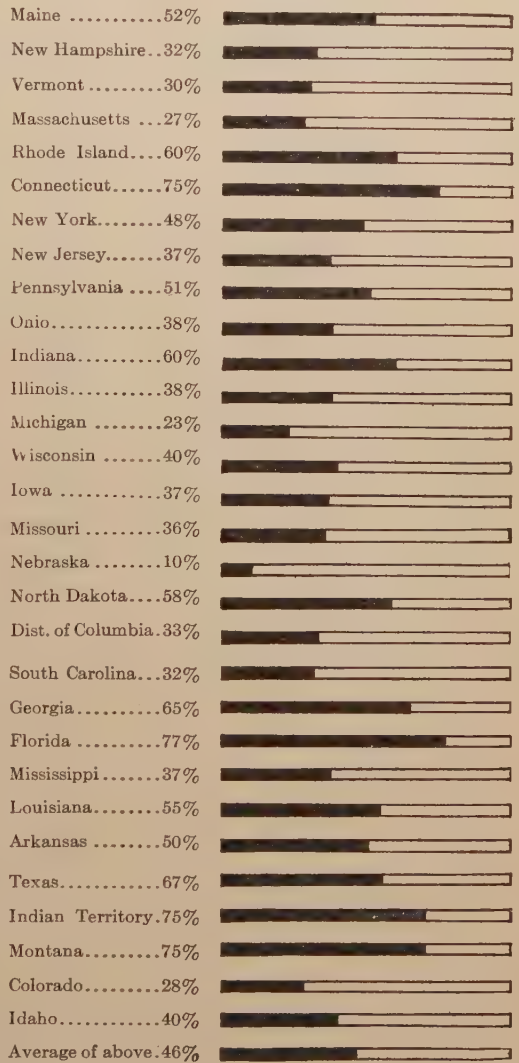 Maine ...........52%
New Hampshire..32%
Vermont .........30%
Massachusetts ...27%
Rhode Island....60%
Connecticut......75%
New York........48%
New Jersey.......37%
Pennsylvania ....51%
Ohio.............38%
Indiana..........60%
Illinois..........38%
Michigan ........23%
Wisconsin .......40%
Iowa ............37%
Missouri .........36%
Nebraska ........10%
North Dakota....58%
Dist. of Columbia.33%
South Carolina...32%
Georgia..........65%
Florida ..........77%
Mississippi.......37%
Louisiana........55%
Arkansas ........50%
Texas............67%
Indian Territory.75%
Montana.........75%
Colorado.........28%
Idaho............40%
Average of above.46%